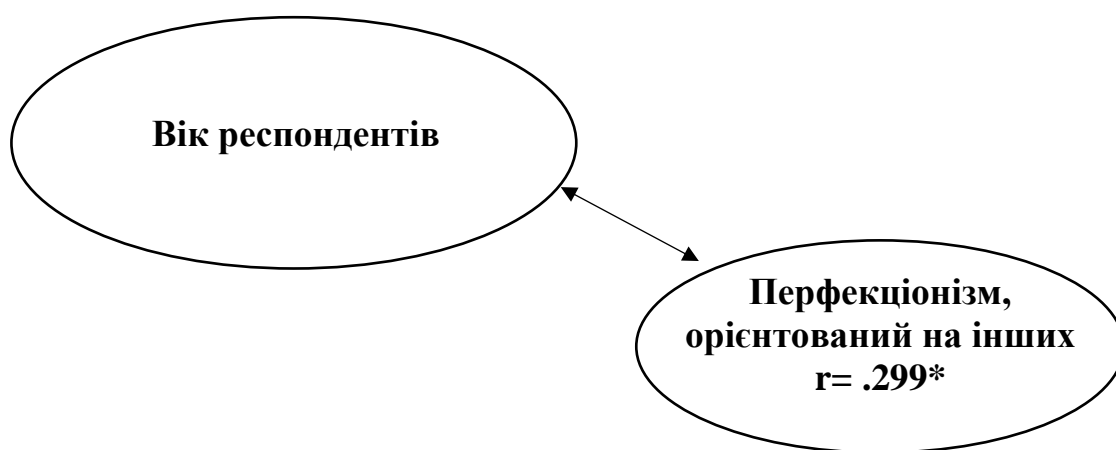 Вік респондентів
Перфекціонізм,
орієнтований на інших
r= .299*